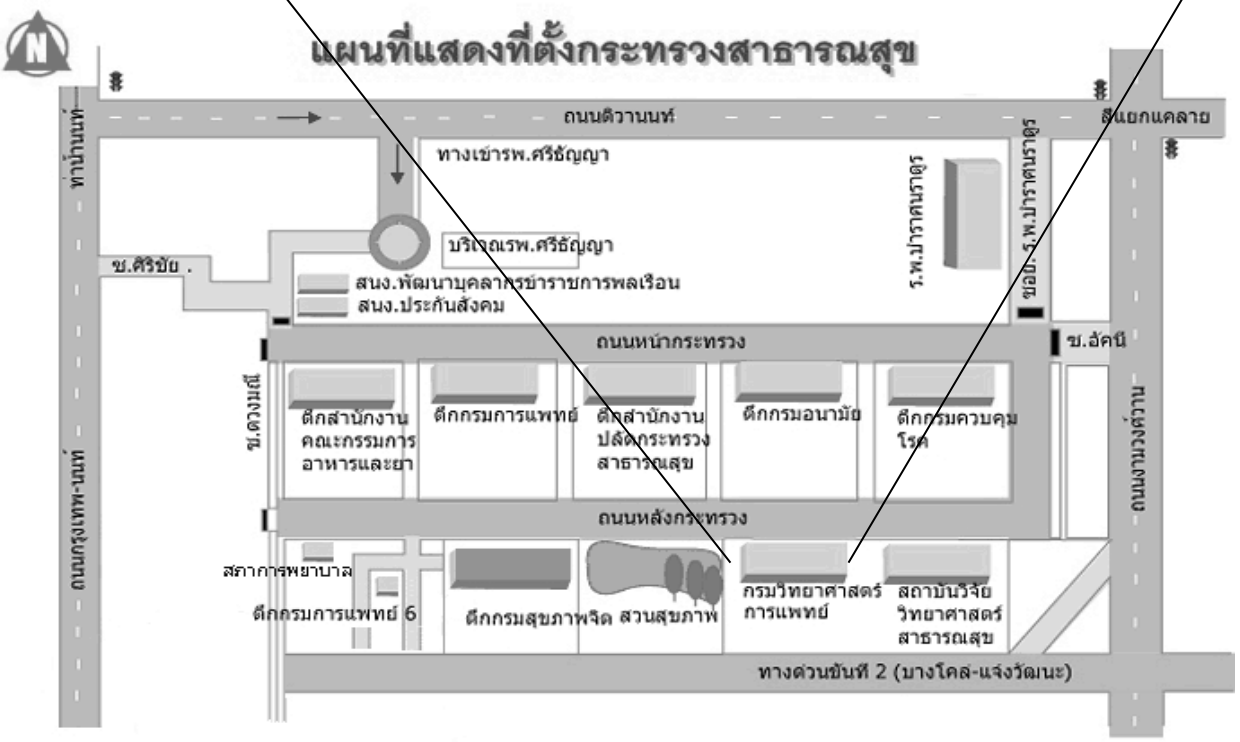 N
แผนที่แสดงที่ตั้งกระทรวงสาธารณสุข
ท่าน้ำนนท์
ถนนติวานนท์
สี่แยกแคลาย
ทางเข้ารพ.ศรีธัญญา
ร.พ.บำราศนราดูร
ซอย.ร.พ.บำราศนราดูร
บริเวณรพ.ศรีธัญญา
ซ.ศิริชัย .
สนง.พัฒนาบุคลากรข้าราชการพลเรือน
สนง.ประกันสังคม
ถนนหน้ากระทรวง
ซ.อัคนี
ซ.ดวงมณี
ตึกสำนักงาน
คณะกรรมการ
อาหารและยา
ตึกกรมการแพทย์
ตึกสำนักงาน
ปลัดกระทรวง
สาธารณสุข
ตึกกรมอนามัย
ตึกกรมควบคุม
โรค
ถนนงามวงศ์วาน
ถนนกรุงเทพ-นนท์
ถนนหลังกระทรวง
สภาการพยาบาล
ตึกกรมการแพทย์ 6
ตึกกรมสุขภาพจิต
สวนสุขภาพ
กรมวิทยาศาสตร์
การแพทย์
สถาบันวิจัย
วิทยาศาสตร์
สาธารณสุข
ทางด่วนขั้นที่ 2 (บางโคล่-แจ้งวัฒนะ)